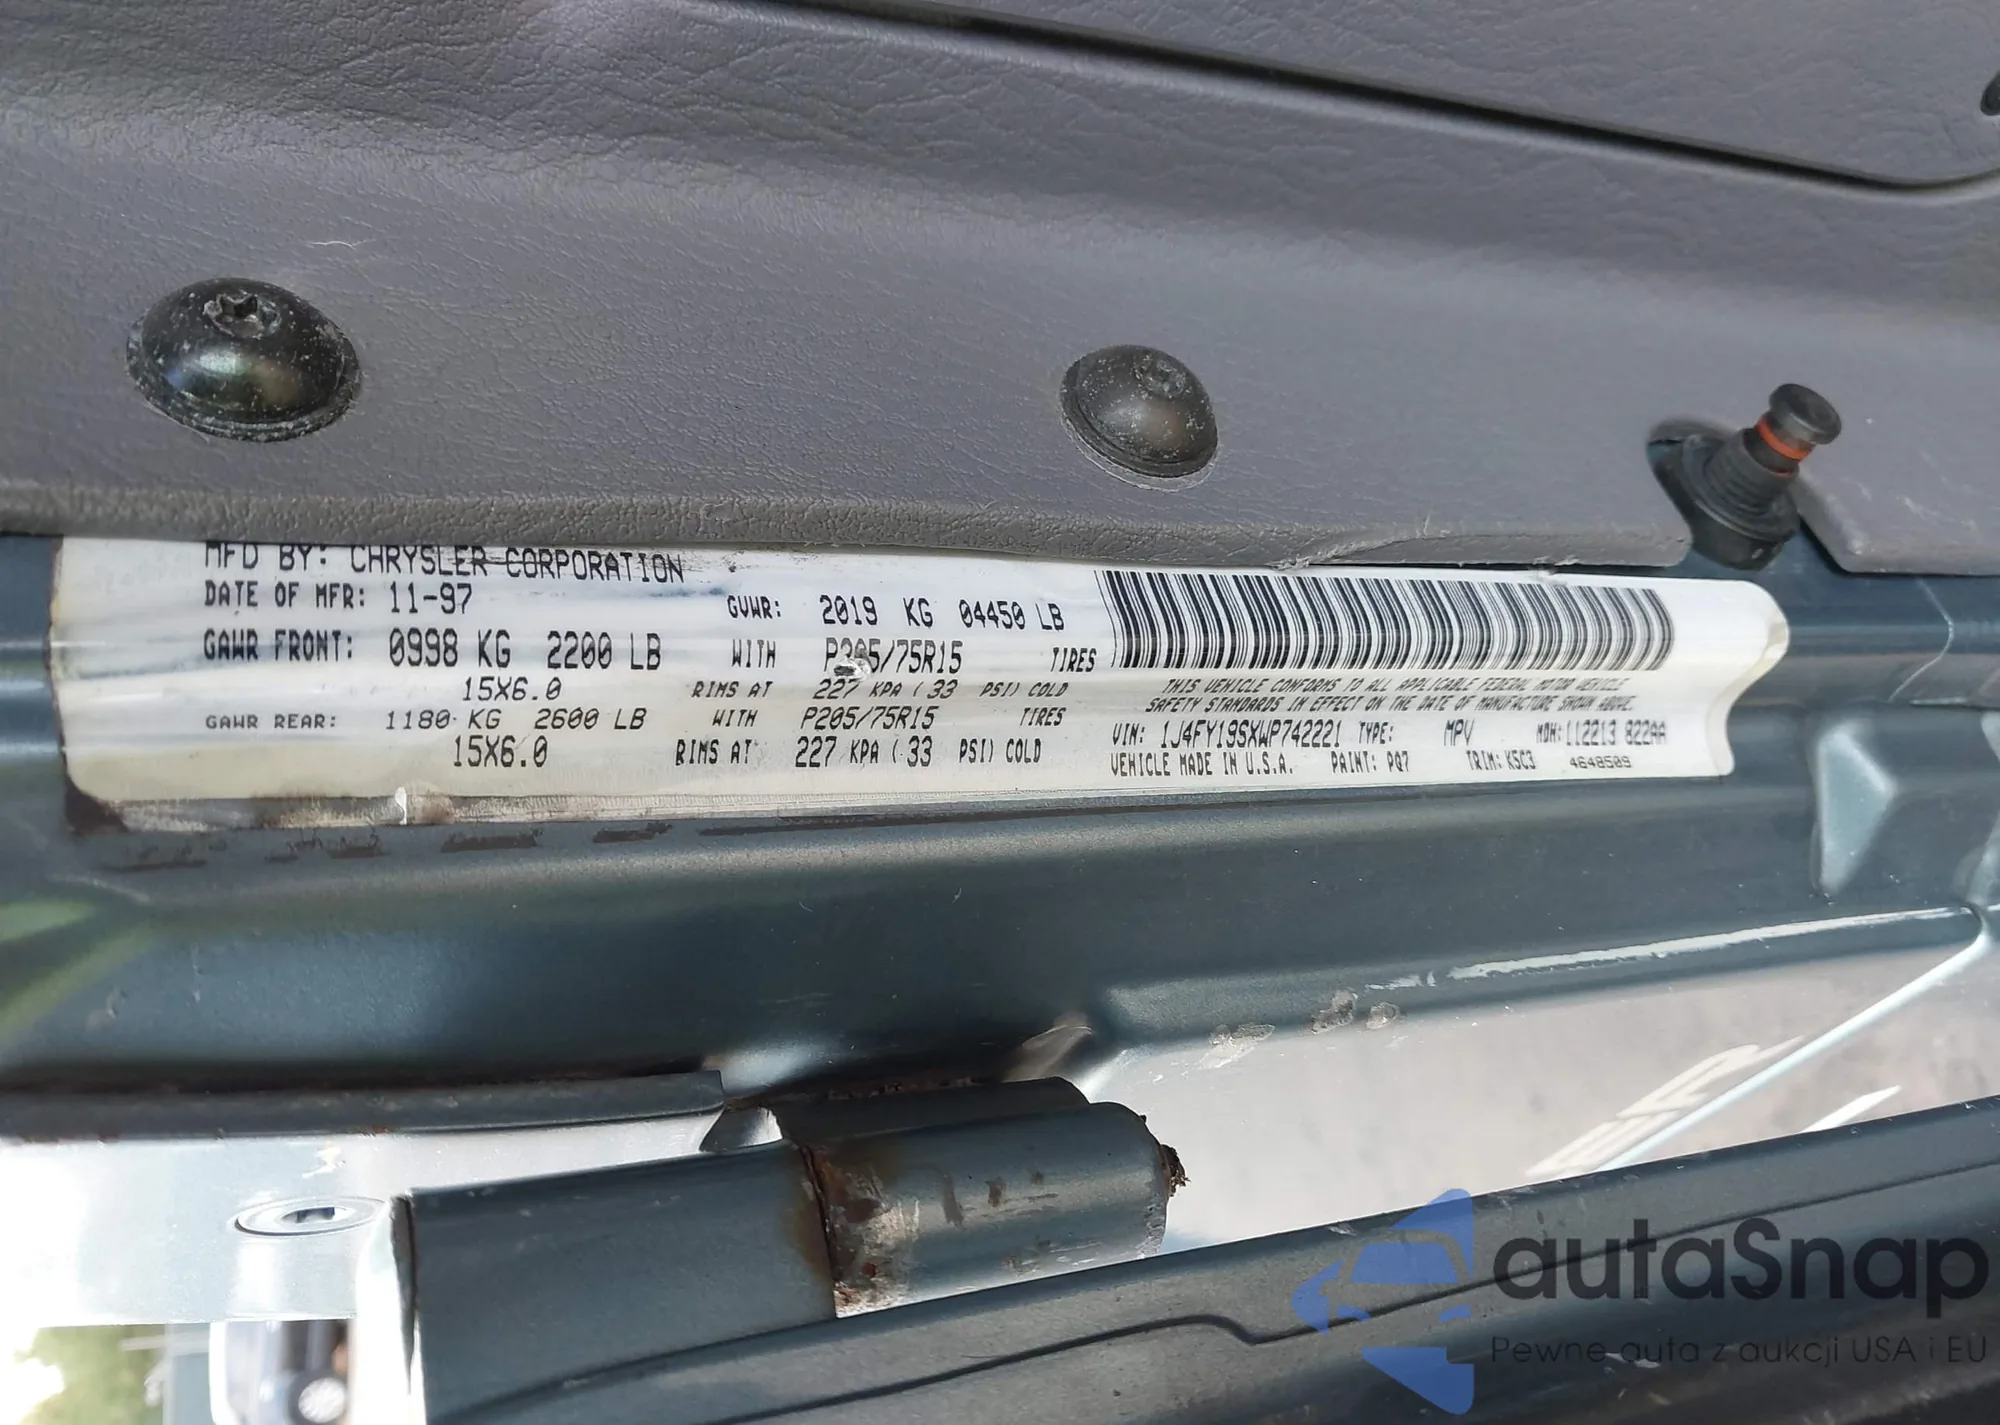 MFD BY: CHRYSLER CORPORATION
DATE OF MFR: 11-97 GVWR: 2019 KG 04450 LB
GAWR FRONT: 0998 KG 2200 LB WITH P205/75R15 TIRES
15X6.0 RIMS AT 227 KPA ( 33 PSI) COLD
GAWR REAR: 1180 KG 2600 LB WITH P205/75R15 TIRES
15X6.0 RIMS AT 227 KPA ( 33 PSI) COLD
THIS VEHICLE CONFORMS TO ALL APPLICABLE FEDERAL MOTOR VEHICLE
SAFETY STANDARDS IN EFFECT ON THE DATE OF MANUFACTURE SHOWN ABOVE.
VIN: 1J4FY19SXWP742221 TYPE: MPV MDH: 112213 822AA
VEHICLE MADE IN U.S.A. PAINT: PQ7 TRIM: K5C3 4648509
autaSnap
Pewne auta z aukcji USA i EU